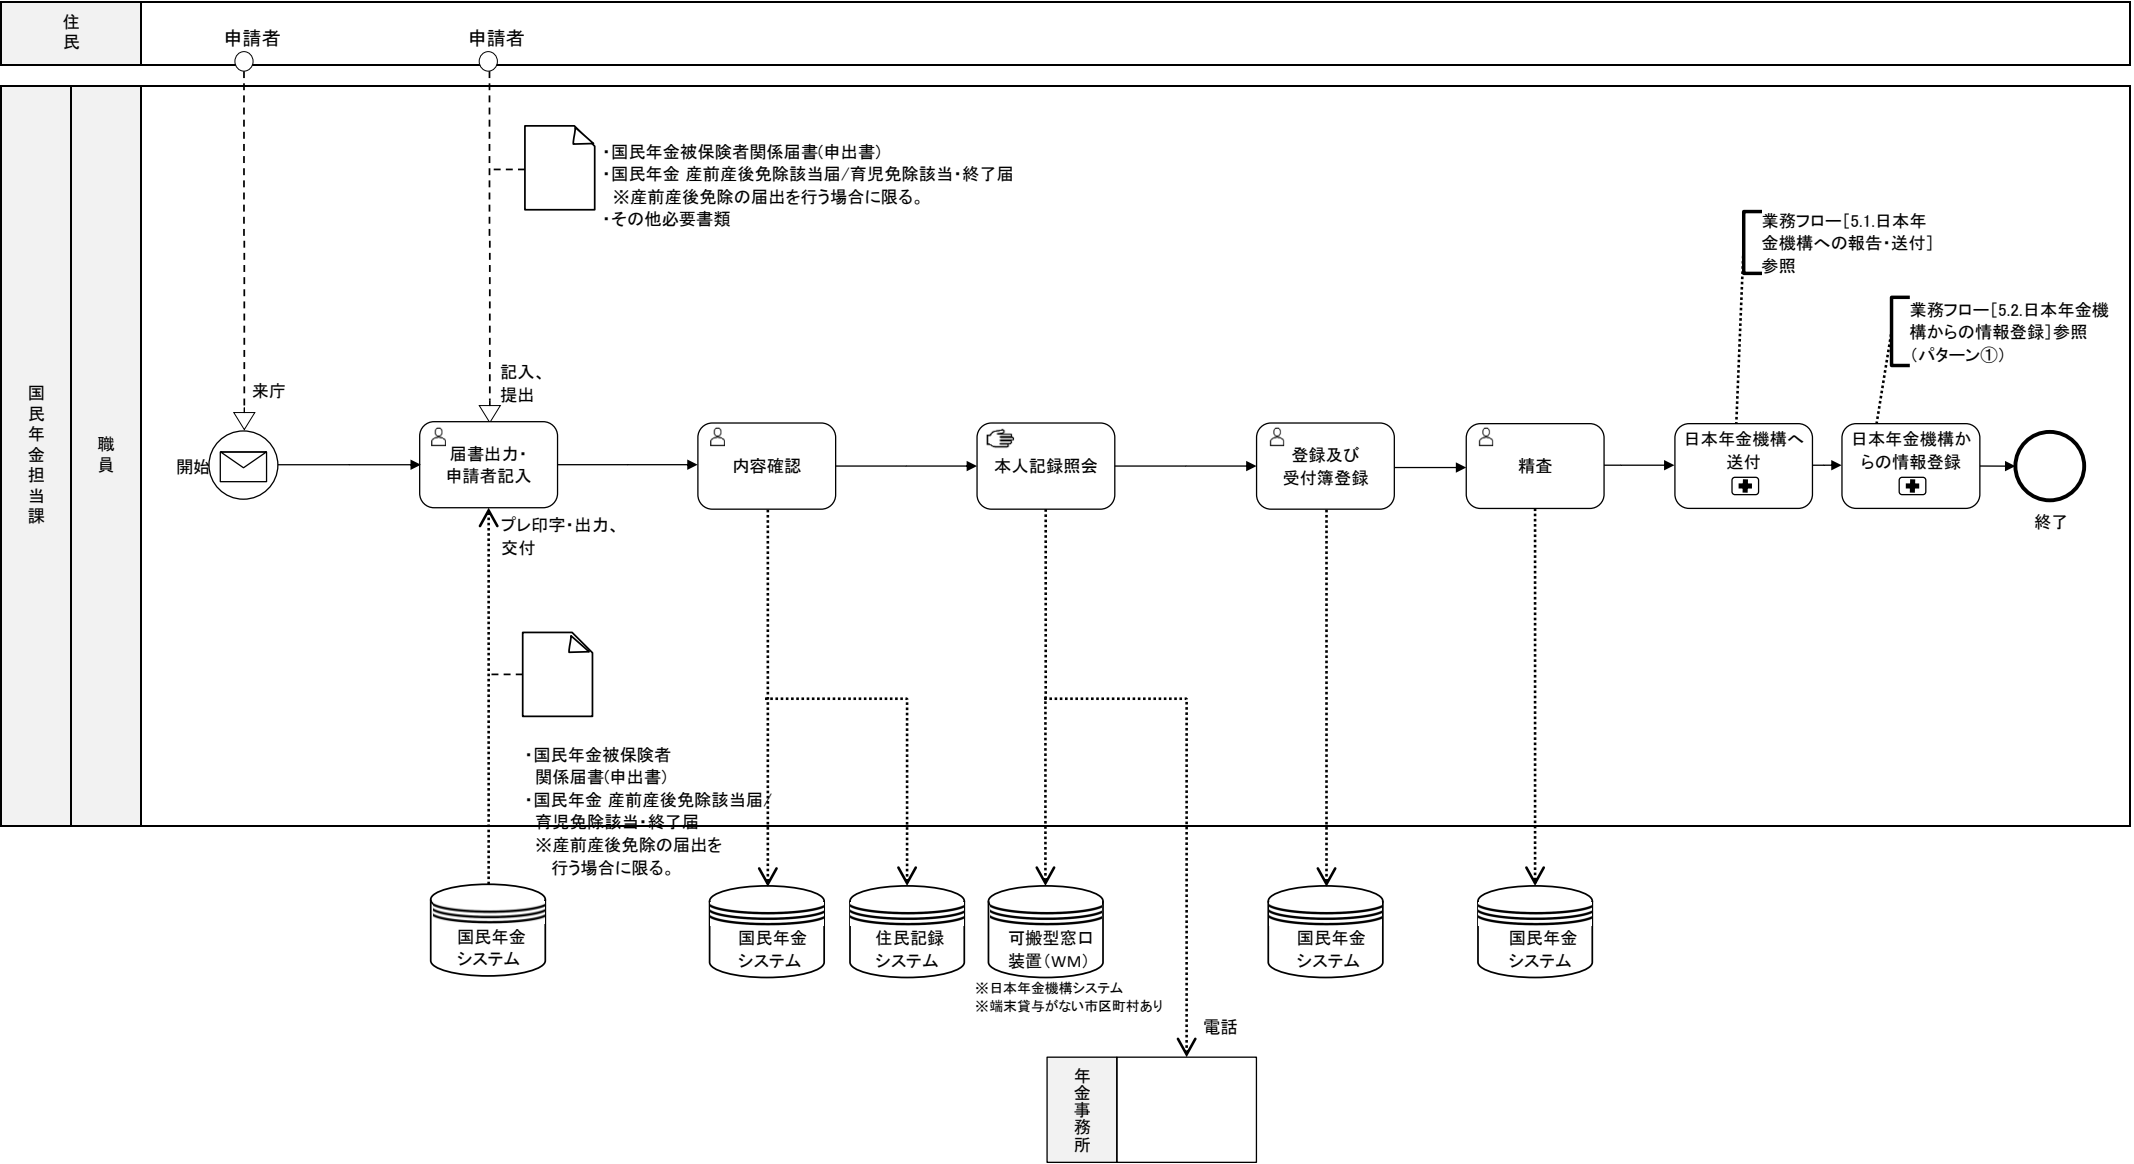 住民
申請者
申請者
国民年金担当課
職員
・国民年金被保険者関係届書(申出書)
・国民年金 産前産後免除該当届/育児免除該当・終了届
※産前産後免除の届出を行う場合に限る。
・その他必要書類
業務フロー[5.1.日本年
金機構への報告・送付]
参照
業務フロー[5.2.日本年金機
構からの情報登録]参照
(パターン①)
来庁
記入、
提出
開始
届書出力・
申請者記入
内容確認
本人記録照会
登録及び
受付簿登録
精査
日本年金機構へ
送付
日本年金機構か
らの情報登録
終了
プレ印字・出力、
交付
・国民年金被保険者
関係届書(申出書)
・国民年金 産前産後免除該当届/
育児免除該当・終了届
※産前産後免除の届出を
行う場合に限る。
国民年金
システム
国民年金
システム
住民記録
システム
可搬型窓口
装置(WM)
国民年金
システム
国民年金
システム
※日本年金機構システム
※端末貸与がない市区町村あり
電話
年金事務所